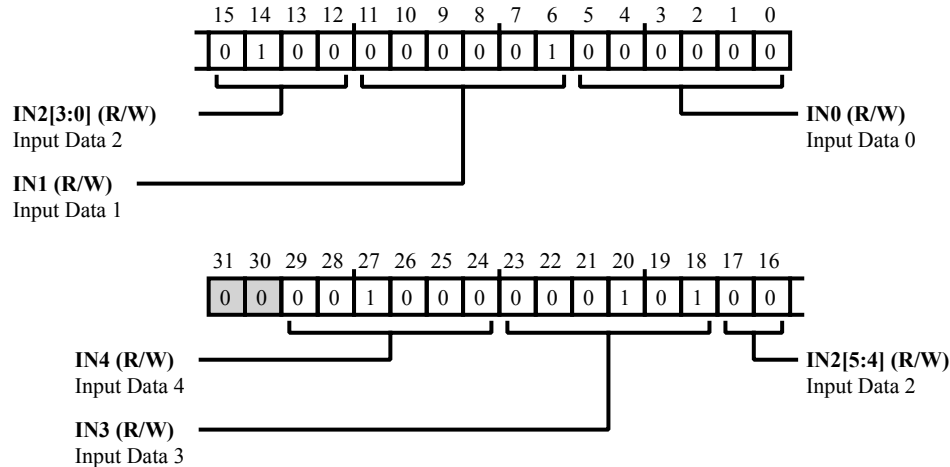 15 14 13 12 11 10 9 8 7 6 5 4 3 2 1 0
0 1 0 0 0 0 0 0 0 1 0 0 0 0 0 0
IN2[3:0] (R/W)
Input Data 2
IN0 (R/W)
Input Data 0
IN1 (R/W)
Input Data 1
31 30 29 28 27 26 25 24 23 22 21 20 19 18 17 16
0 0 0 0 1 0 0 0 0 0 0 1 0 1 0 0
IN4 (R/W)
Input Data 4
IN2[5:4] (R/W)
Input Data 2
IN3 (R/W)
Input Data 3